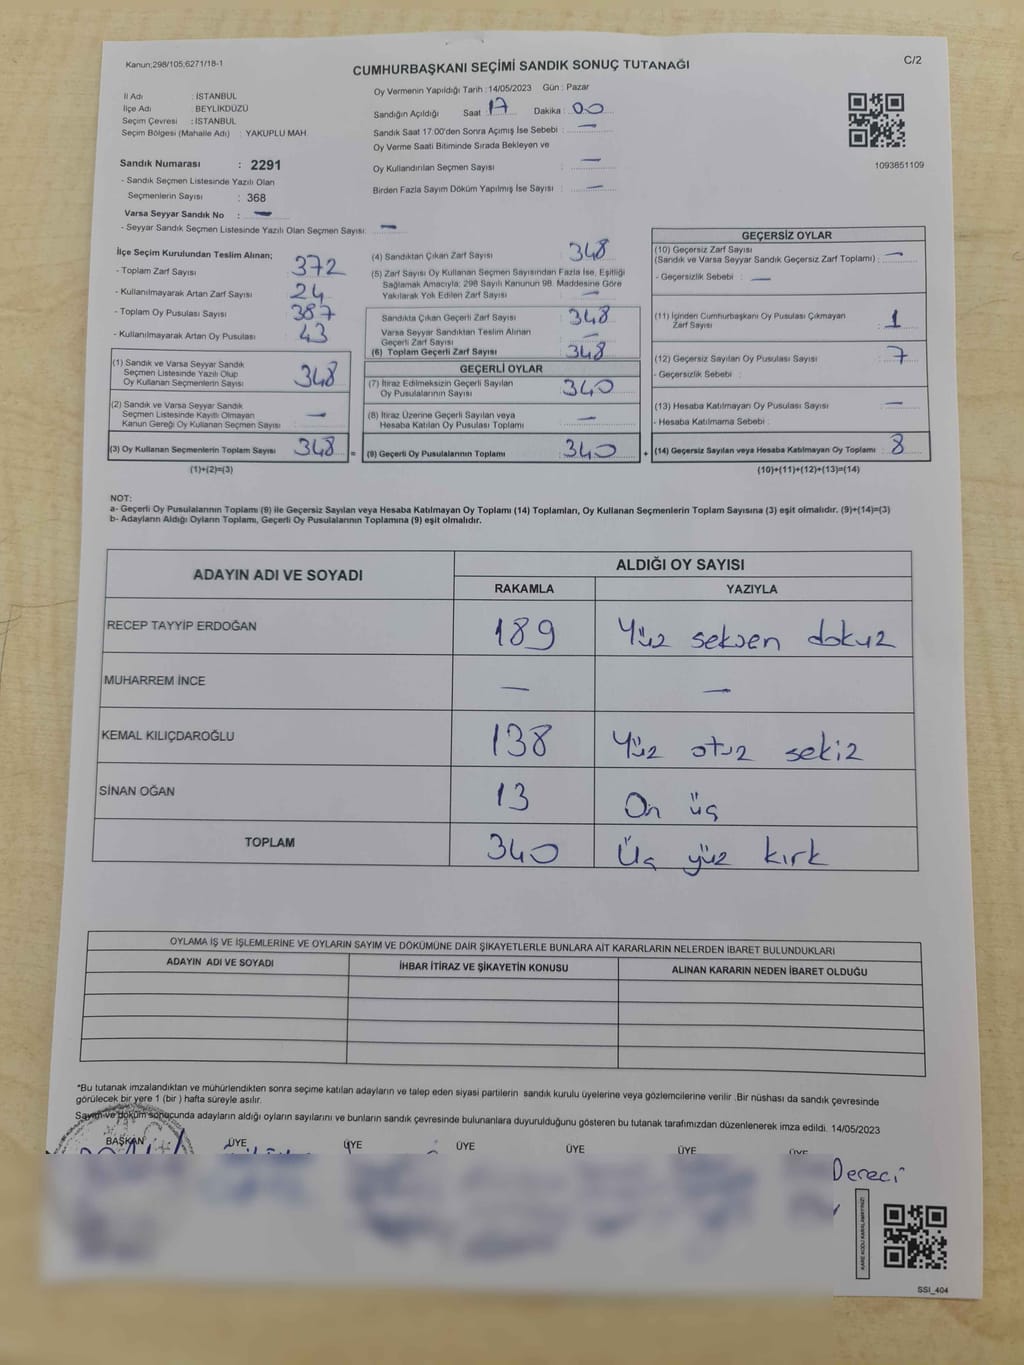 Kanun;298/105;6271/18-1
CUMHURBAŞKANI SEÇİMİ SANDIK SONUÇ TUTANAĞI
C/2
İl Adı : İSTANBUL
İlçe Adı : BEYLİKDÜZÜ
Seçim Çevresi : İSTANBUL
Seçim Bölgesi (Mahalle Adı) : YAKUPLU MAH.
Sandık Numarası : 2291
- Sandık Seçmen Listesinde Yazılı Olan
Seçmenlerin Sayısı : 368
Varsa Seyyar Sandık No : —
- Seyyar Sandık Seçmen Listesinde Yazılı Olan Seçmen Sayısı: —
Oy Vermenin Yapıldığı Tarih :14/05/2023 Gün : Pazar
Sandığın Açıldığı Saat : 17 Dakika : 00
Sandık Saat 17:00'den Sonra Açımış İse Sebebi : —
Oy Verme Saati Bitiminde Sırada Bekleyen ve
Oy Kullandırılan Seçmen Sayısı : —
Birden Fazla Sayım Döküm Yapılmış İse Sayısı : —
1093851109
İlçe Seçim Kurulundan Teslim Alınan;
- Toplam Zarf Sayısı : 372
- Kullanılmayarak Artan Zarf Sayısı : 24
- Toplam Oy Pusulası Sayısı : 387
- Kullanılmayarak Artan Oy Pusulası : 43
(1) Sandık ve Varsa Seyyar Sandık
Seçmen Listesinde Yazılı Olup
Oy Kullanan Seçmenlerin Sayısı : 348
(2) Sandık ve Varsa Seyyar Sandık
Seçmen Listesinde Kayıtlı Olmayan
Kanun Gereği Oy Kullanan Seçmen Sayısı : —
(3) Oy Kullanan Seçmenlerin Toplam Sayısı : 348 =
(1)+(2)=(3)
(4) Sandıktan Çıkan Zarf Sayısı : 348
(5) Zarf Sayısı Oy Kullanan Seçmen Sayısından Fazla İse, Eşitliği
Sağlamak Amacıyla; 298 Sayılı Kanunun 98. Maddesine Göre
Yakılarak Yok Edilen Zarf Sayısı : —
Sandıkta Çıkan Geçerli Zarf Sayısı : 348
Varsa Seyyar Sandıktan Teslim Alınan
Geçerli Zarf Sayısı : —
(6) Toplam Geçerli Zarf Sayısı : 348
GEÇERLİ OYLAR
(7) İtiraz Edilmeksizin Geçerli Sayılan
Oy Pusulalarının Sayısı : 340
(8) İtiraz Üzerine Geçerli Sayılan veya
Hesaba Katılan Oy Pusulası Toplamı : —
(9) Geçerli Oy Pusulalarının Toplamı : 340 +
GEÇERSİZ OYLAR
(10) Geçersiz Zarf Sayısı
(Sandık ve Varsa Seyyar Sandık Geçersiz Zarf Toplamı) : —
- Geçersizlik Sebebi : —
(11) İçinden Cumhurbaşkanı Oy Pusulası Çıkmayan
Zarf Sayısı : 1
(12) Geçersiz Sayılan Oy Pusulası Sayısı : 7
- Geçersizlik Sebebi :
(13) Hesaba Katılmayan Oy Pusulası Sayısı : —
- Hesaba Katılmama Sebebi :
(14) Geçersiz Sayılan veya Hesaba Katılmayan Oy Toplamı : 8
(10)+(11)+(12)+(13)=(14)
NOT:
a- Geçerli Oy Pusulalarının Toplamı (9) ile Geçersiz Sayılan veya Hesaba Katılmayan Oy Toplamı (14) Toplamları, Oy Kullanan Seçmenlerin Toplam Sayısına (3) eşit olmalıdır. (9)+(14)=(3)
b- Adayların Aldığı Oyların Toplamı, Geçerli Oy Pusulalarının Toplamına (9) eşit olmalıdır.
ADAYIN ADI VE SOYADI
ALDIĞI OY SAYISI
RAKAMLA YAZIYLA
RECEP TAYYİP ERDOĞAN 189 Yüz seksen dokuz
MUHARREM İNCE — —
KEMAL KILIÇDAROĞLU 138 Yüz otuz sekiz
SİNAN OĞAN 13 On üç
TOPLAM 340 Üç yüz kırk
OYLAMA İŞ VE İŞLEMLERİNE VE OYLARIN SAYIM VE DÖKÜMÜNE DAİR ŞİKAYETLERLE BUNLARA AİT KARARLARIN NELERDEN İBARET BULUNDUKLARI
ADAYIN ADI VE SOYADI İHBAR İTİRAZ VE ŞİKAYETİN KONUSU ALINAN KARARIN NEDEN İBARET OLDUĞU
*Bu tutanak imzalandıktan ve mühürlendikten sonra seçime katılan adayların ve talep eden siyasi partilerin sandık kurulu üyelerine veya gözlemcilerine verilir .Bir nüshası da sandık çevresinde
görülecek bir yere 1 (bir ) hafta süreyle asılır.
Sayım ve döküm sonucunda adayların aldığı oyların sayılarını ve bunların sandık çevresinde bulunanlara duyurulduğunu gösteren bu tutanak tarafımızdan düzenlenerek imza edildi. 14/05/2023
BAŞKAN ÜYE ÜYE ÜYE ÜYE ÜYE ÜYE
Dereci
KARE KODU KARALAMAYINIZ!
SSI_404